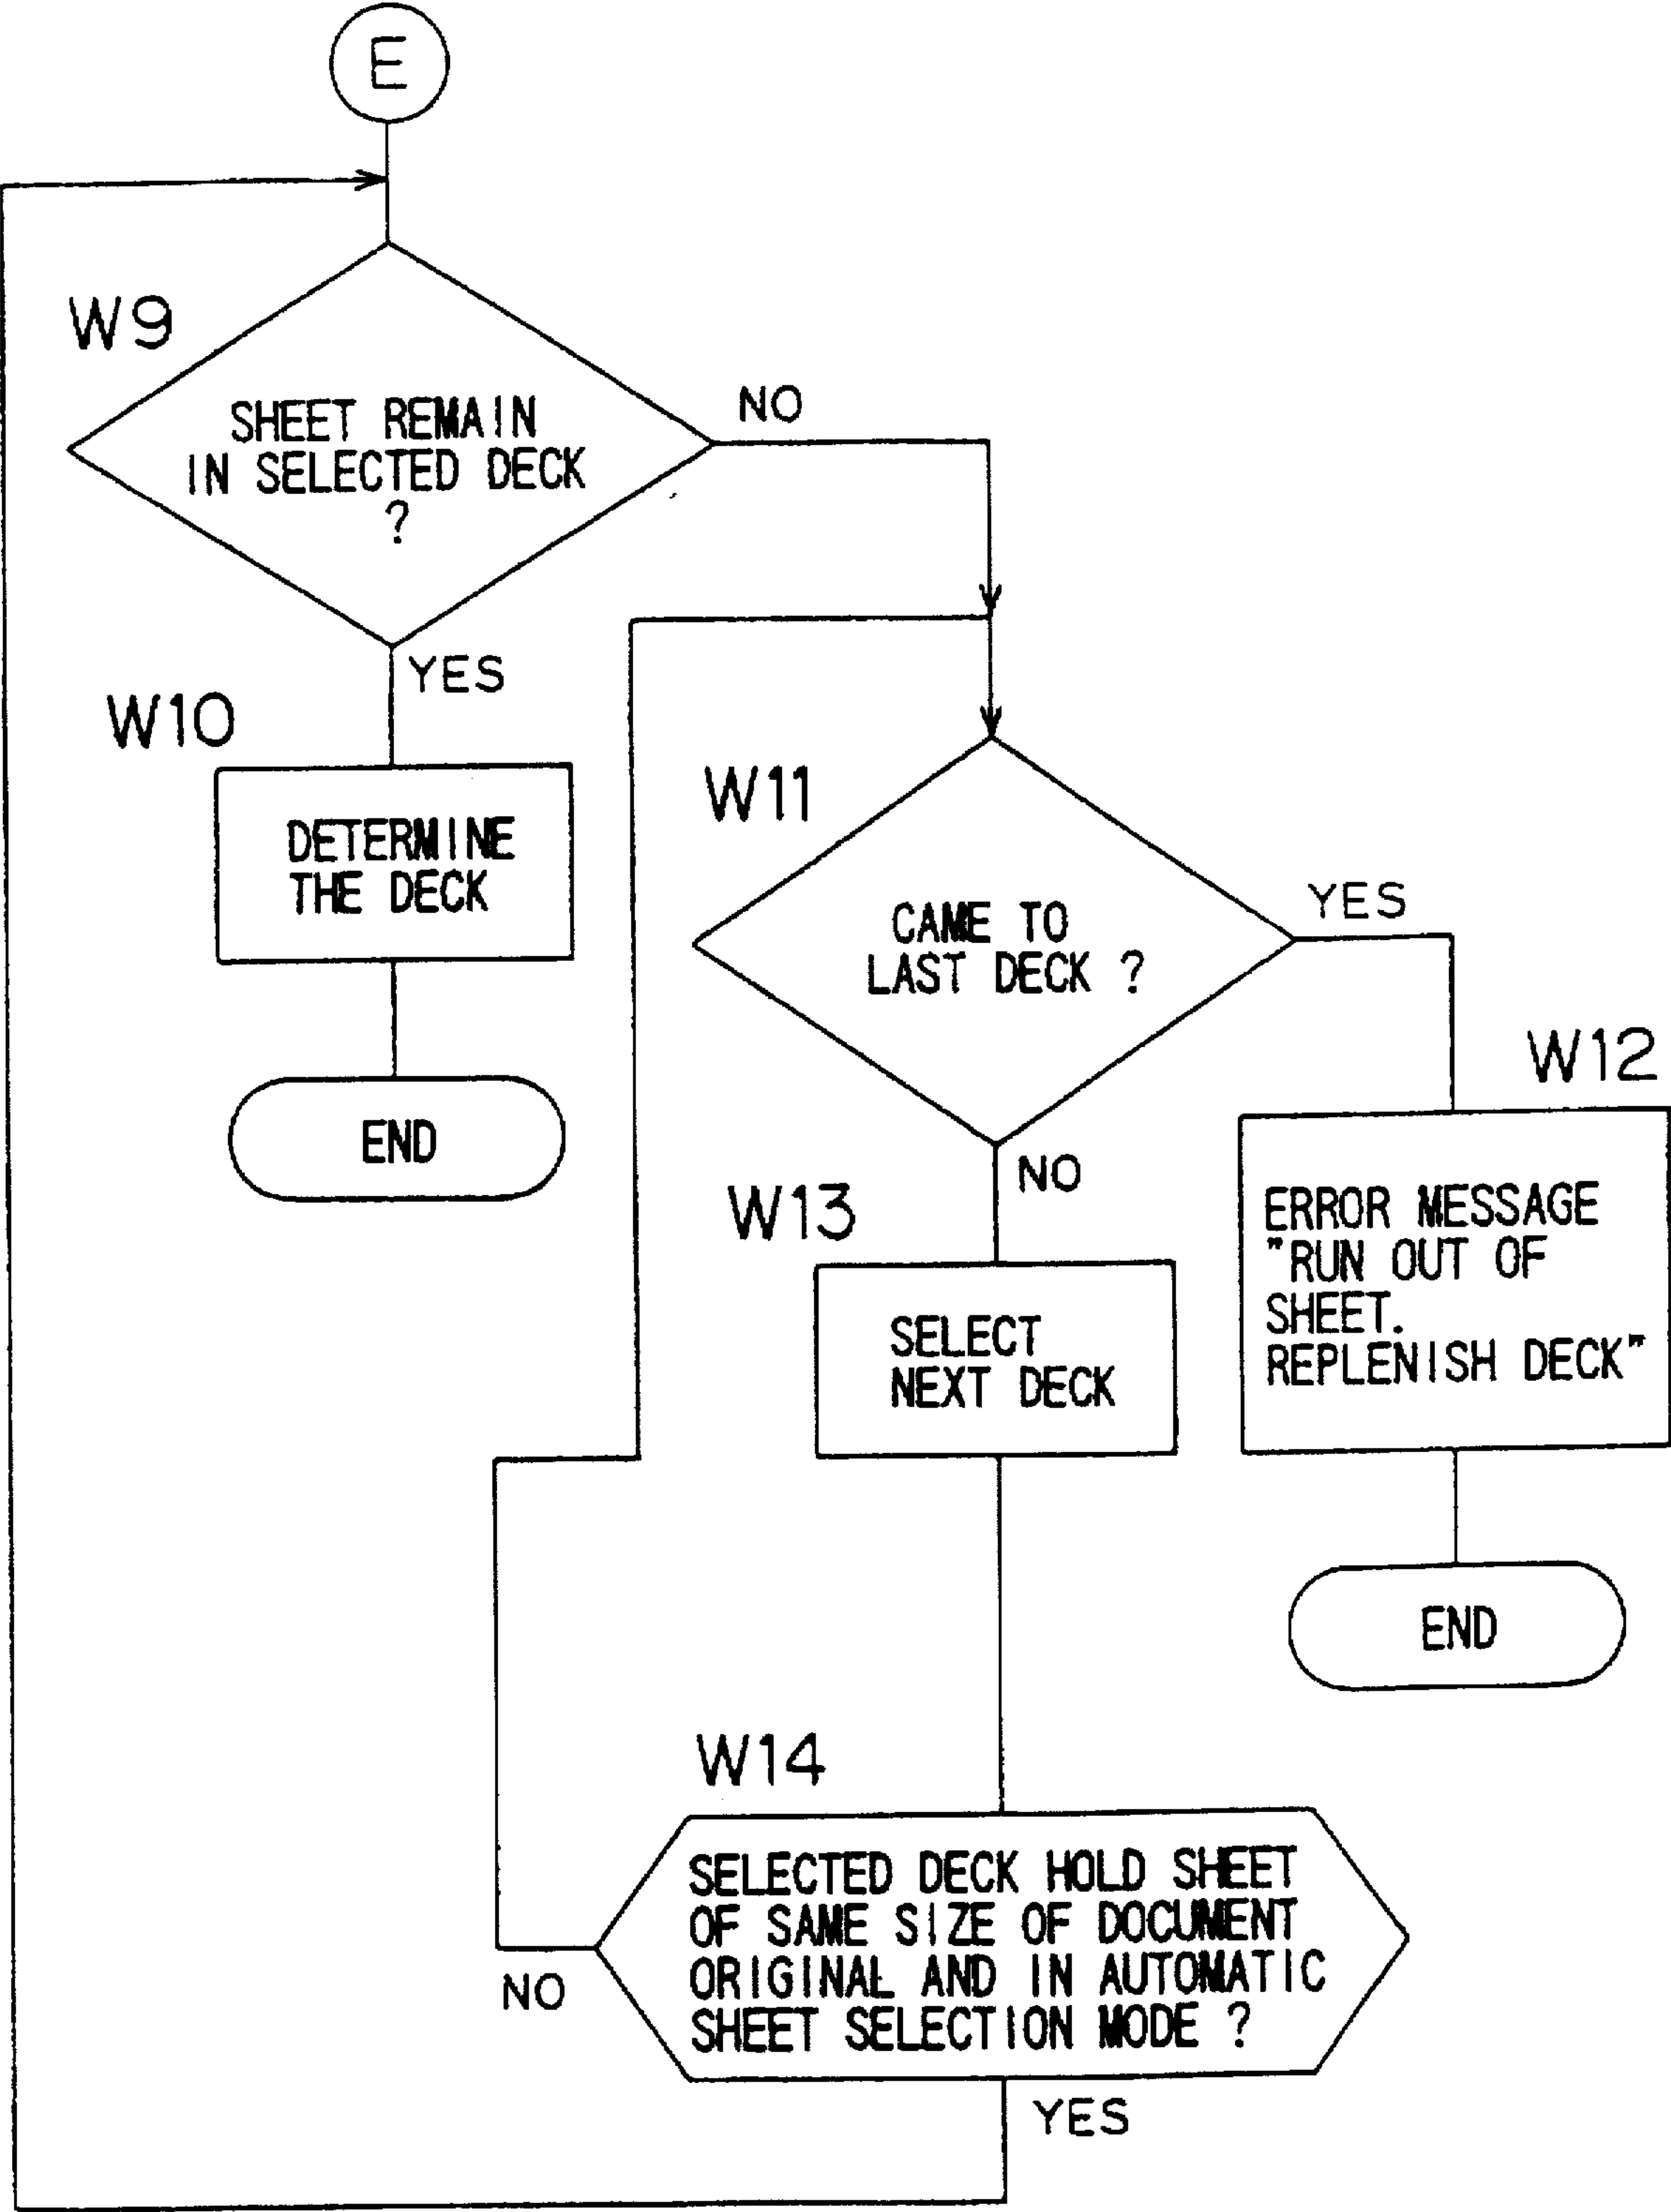 E
W9
SHEET REMAIN
IN SELECTED DECK
?
NO
YES
W10
DETERMINE
THE DECK
END
W11
CAME TO
LAST DECK ?
YES
W12
ERROR MESSAGE
"RUN OUT OF
SHEET.
REPLENISH DECK"
END
NO
W13
SELECT
NEXT DECK
W14
SELECTED DECK HOLD SHEET
OF SAME SIZE OF DOCUMENT
ORIGINAL AND IN AUTOMATIC
SHEET SELECTION MODE ?
NO
YES